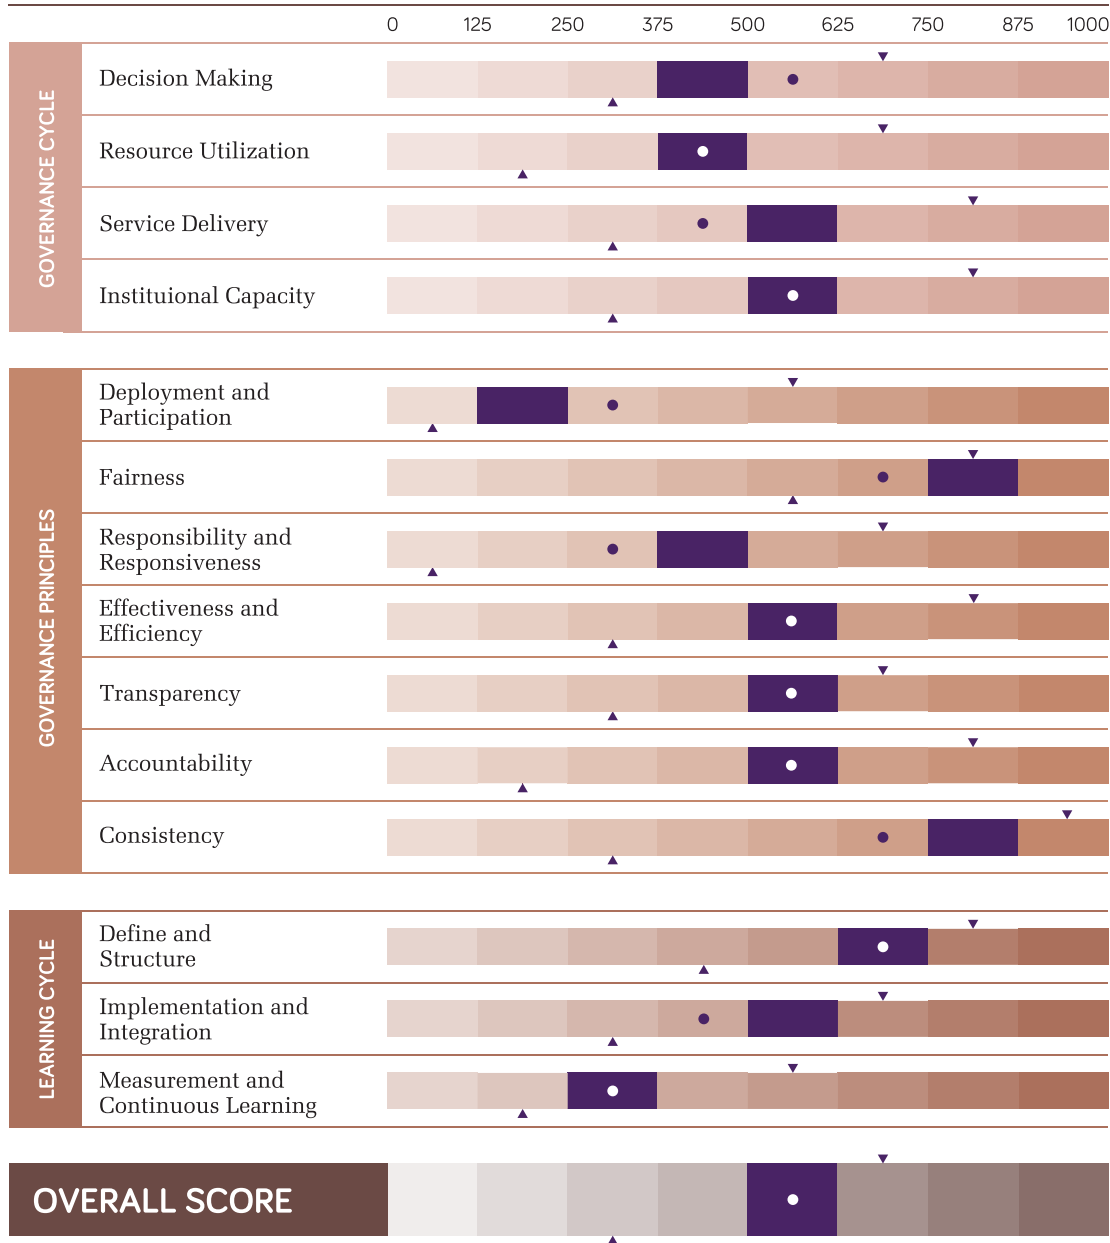 0 125 250 375 500 625 750 875 1000
GOVERNANCE CYCLE
Decision Making
Resource Utilization
Service Delivery
Instituional Capacity
GOVERNANCE PRINCIPLES
Deployment and
Participation
Fairness
Responsibility and
Responsiveness
Effectiveness and
Efficiency
Transparency
Accountability
Consistency
LEARNING CYCLE
Define and
Structure
Implementation and
Integration
Measurement and
Continuous Learning
OVERALL SCORE